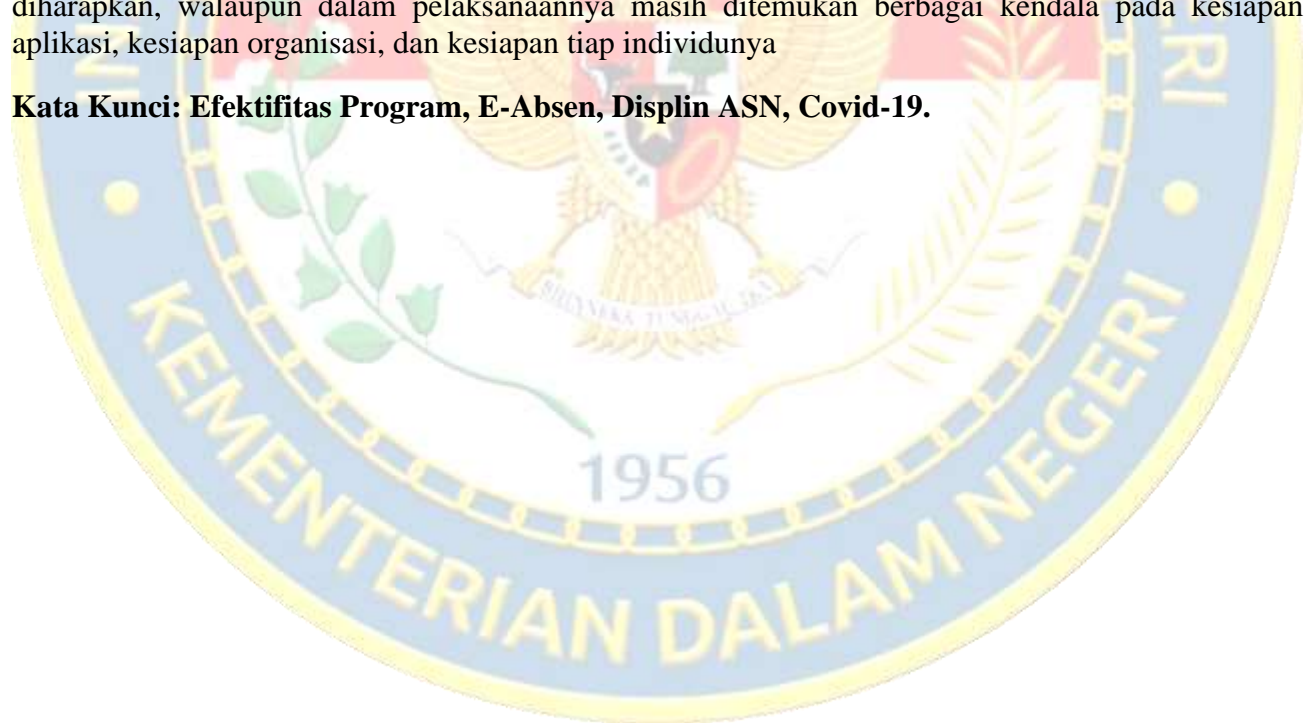 diharapkan, walaupun dalam pelaksanaannya masih ditemukan berbagai kendala pada kesiapan
aplikasi, kesiapan organisasi, dan kesiapan tiap individunya
Kata Kunci: Efektifitas Program, E-Absen, Displin ASN, Covid-19.
1956
KEMENTERIAN DALAM NEGERI